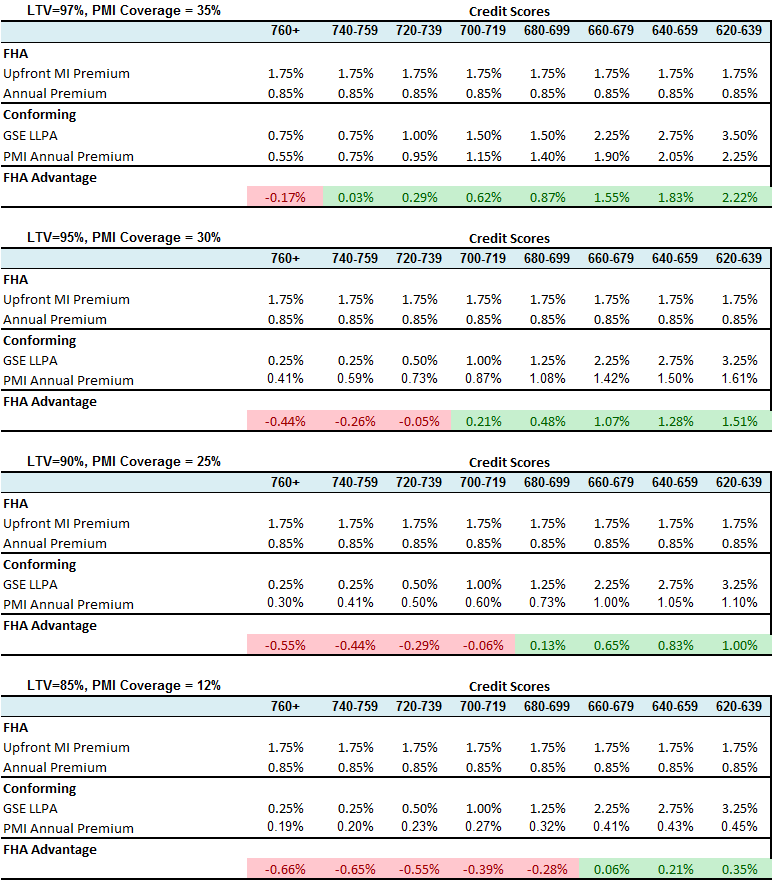 LTV=97%, PMI Coverage = 35% Credit Scores
760+ 740-759 720-739 700-719 680-699 660-679 640-659 620-639
FHA
Upfront MI Premium 1.75% 1.75% 1.75% 1.75% 1.75% 1.75% 1.75% 1.75%
Annual Premium 0.85% 0.85% 0.85% 0.85% 0.85% 0.85% 0.85% 0.85%
Conforming
GSE LLPA 0.75% 0.75% 1.00% 1.50% 1.50% 2.25% 2.75% 3.50%
PMI Annual Premium 0.55% 0.75% 0.95% 1.15% 1.40% 1.90% 2.05% 2.25%
FHA Advantage
-0.17% 0.03% 0.29% 0.62% 0.87% 1.55% 1.83% 2.22%
LTV=95%, PMI Coverage = 30% Credit Scores
760+ 740-759 720-739 700-719 680-699 660-679 640-659 620-639
FHA
Upfront MI Premium 1.75% 1.75% 1.75% 1.75% 1.75% 1.75% 1.75% 1.75%
Annual Premium 0.85% 0.85% 0.85% 0.85% 0.85% 0.85% 0.85% 0.85%
Conforming
GSE LLPA 0.25% 0.25% 0.50% 1.00% 1.25% 2.25% 2.75% 3.25%
PMI Annual Premium 0.41% 0.59% 0.73% 0.87% 1.08% 1.42% 1.50% 1.61%
FHA Advantage
-0.44% -0.26% -0.05% 0.21% 0.48% 1.07% 1.28% 1.51%
LTV=90%, PMI Coverage = 25% Credit Scores
760+ 740-759 720-739 700-719 680-699 660-679 640-659 620-639
FHA
Upfront MI Premium 1.75% 1.75% 1.75% 1.75% 1.75% 1.75% 1.75% 1.75%
Annual Premium 0.85% 0.85% 0.85% 0.85% 0.85% 0.85% 0.85% 0.85%
Conforming
GSE LLPA 0.25% 0.25% 0.50% 1.00% 1.25% 2.25% 2.75% 3.25%
PMI Annual Premium 0.30% 0.41% 0.50% 0.60% 0.73% 1.00% 1.05% 1.10%
FHA Advantage
-0.55% -0.44% -0.29% -0.06% 0.13% 0.65% 0.83% 1.00%
LTV=85%, PMI Coverage = 12% Credit Scores
760+ 740-759 720-739 700-719 680-699 660-679 640-659 620-639
FHA
Upfront MI Premium 1.75% 1.75% 1.75% 1.75% 1.75% 1.75% 1.75% 1.75%
Annual Premium 0.85% 0.85% 0.85% 0.85% 0.85% 0.85% 0.85% 0.85%
Conforming
GSE LLPA 0.25% 0.25% 0.50% 1.00% 1.25% 2.25% 2.75% 3.25%
PMI Annual Premium 0.19% 0.20% 0.23% 0.27% 0.32% 0.41% 0.43% 0.45%
FHA Advantage
-0.66% -0.65% -0.55% -0.39% -0.28% 0.06% 0.21% 0.35%